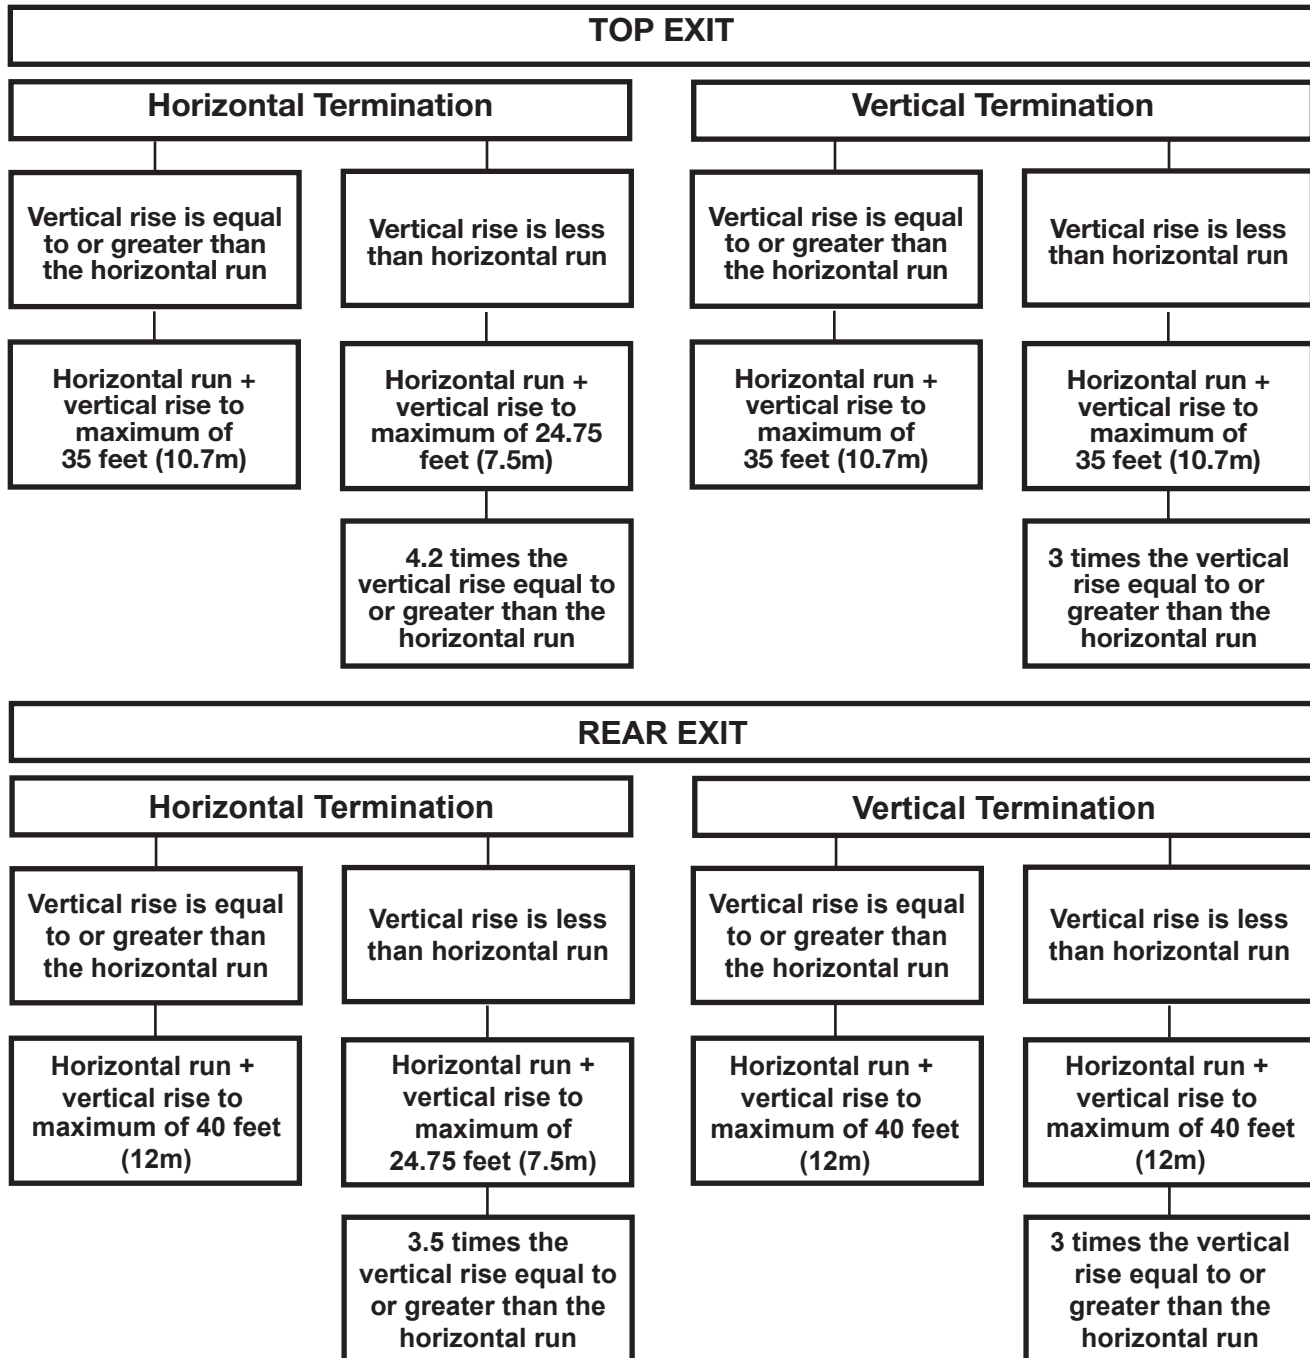 TOP EXIT
Horizontal Termination
Vertical Termination
Vertical rise is equal
to or greater than
the horizontal run
Vertical rise is less
than horizontal run
Vertical rise is equal
to or greater than
the horizontal run
Vertical rise is less
than horizontal run
Horizontal run +
vertical rise to
maximum of
35 feet (10.7m)
Horizontal run +
vertical rise to
maximum of 24.75
feet (7.5m)
Horizontal run +
vertical rise to
maximum of
35 feet (10.7m)
Horizontal run +
vertical rise to
maximum of
35 feet (10.7m)
4.2 times the
vertical rise equal to
or greater than the
horizontal run
3 times the vertical
rise equal to or
greater than the
horizontal run
REAR EXIT
Horizontal Termination
Vertical Termination
Vertical rise is equal
to or greater than
the horizontal run
Vertical rise is less
than horizontal run
Vertical rise is equal
to or greater than
the horizontal run
Vertical rise is less
than horizontal run
Horizontal run +
vertical rise to
maximum of 40 feet
(12m)
Horizontal run +
vertical rise to
maximum of
24.75 feet (7.5m)
Horizontal run +
vertical rise to
maximum of 40 feet
(12m)
Horizontal run +
vertical rise to
maximum of 40 feet
(12m)
3.5 times the
vertical rise equal to
or greater than the
horizontal run
3 times the vertical
rise equal to or
greater than the
horizontal run